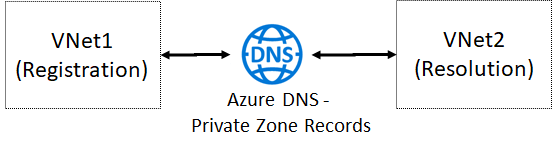 VNet1
(Registration)
DNS
Azure DNS -
Private Zone Records
VNet2
(Resolution)